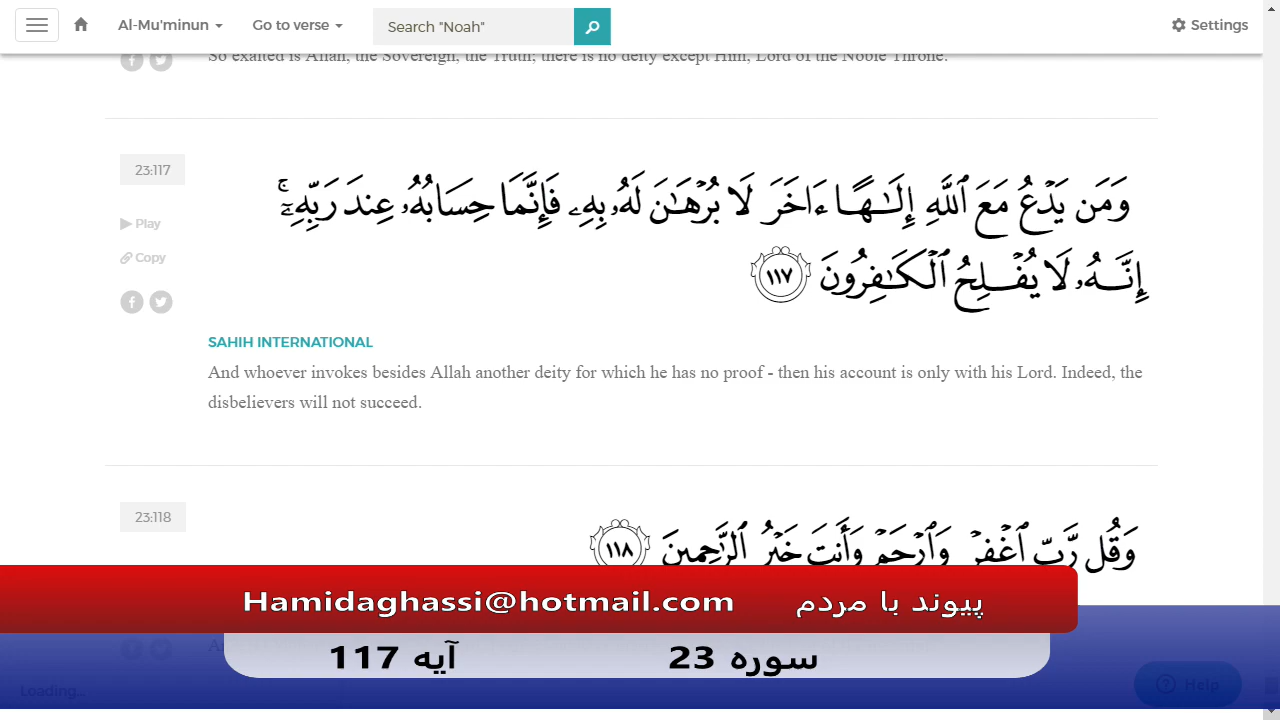 Al-Mu'minun Go to verse Search "Noah" Settings
So exalted is Allah, the Sovereign, the Truth; there is no deity except Him, Lord of the Noble Throne.
23:117
وَمَن يَدْعُ مَعَ ٱللَّهِ إِلَـٰهًا ءَاخَرَ لَا بُرْهَـٰنَ لَهُۥ بِهِۦ فَإِنَّمَا حِسَابُهُۥ عِندَ رَبِّهِۦٓ ۚ
إِنَّهُۥ لَا يُفْلِحُ ٱلْكَـٰفِرُونَ ١١٧
Play
Copy
SAHIH INTERNATIONAL
And whoever invokes besides Allah another deity for which he has no proof - then his account is only with his Lord. Indeed, the
disbelievers will not succeed.
23:118
وَقُل رَّبِّ ٱغْفِرْ وَٱرْحَمْ وَأَنتَ خَيْرُ ٱلرَّٰحِمِينَ ١١٨
Hamidaghassi@hotmail.com پیوند با مردم
سوره 23 آیه 117
Loading...
Help